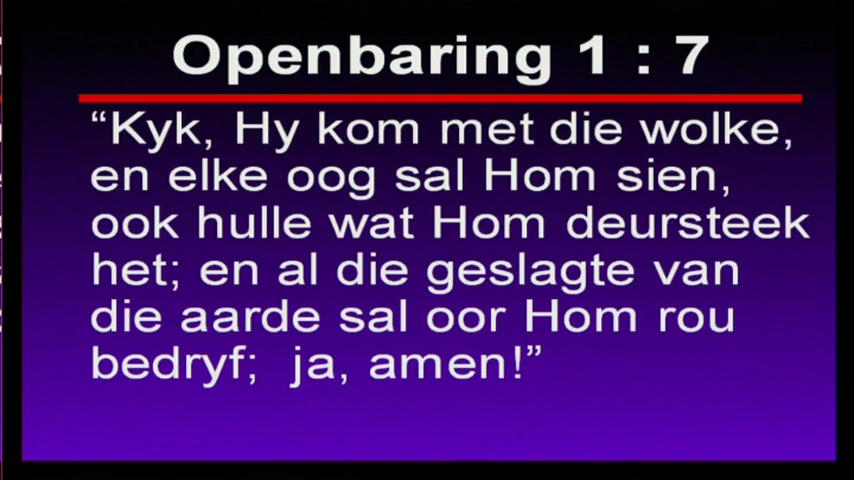 Openbaring 1 : 7
“Kyk, Hy kom met die wolke,
en elke oog sal Hom sien,
ook hulle wat Hom deursteek
het; en al die geslagte van
die aarde sal oor Hom rou
bedryf;  ja, amen!”